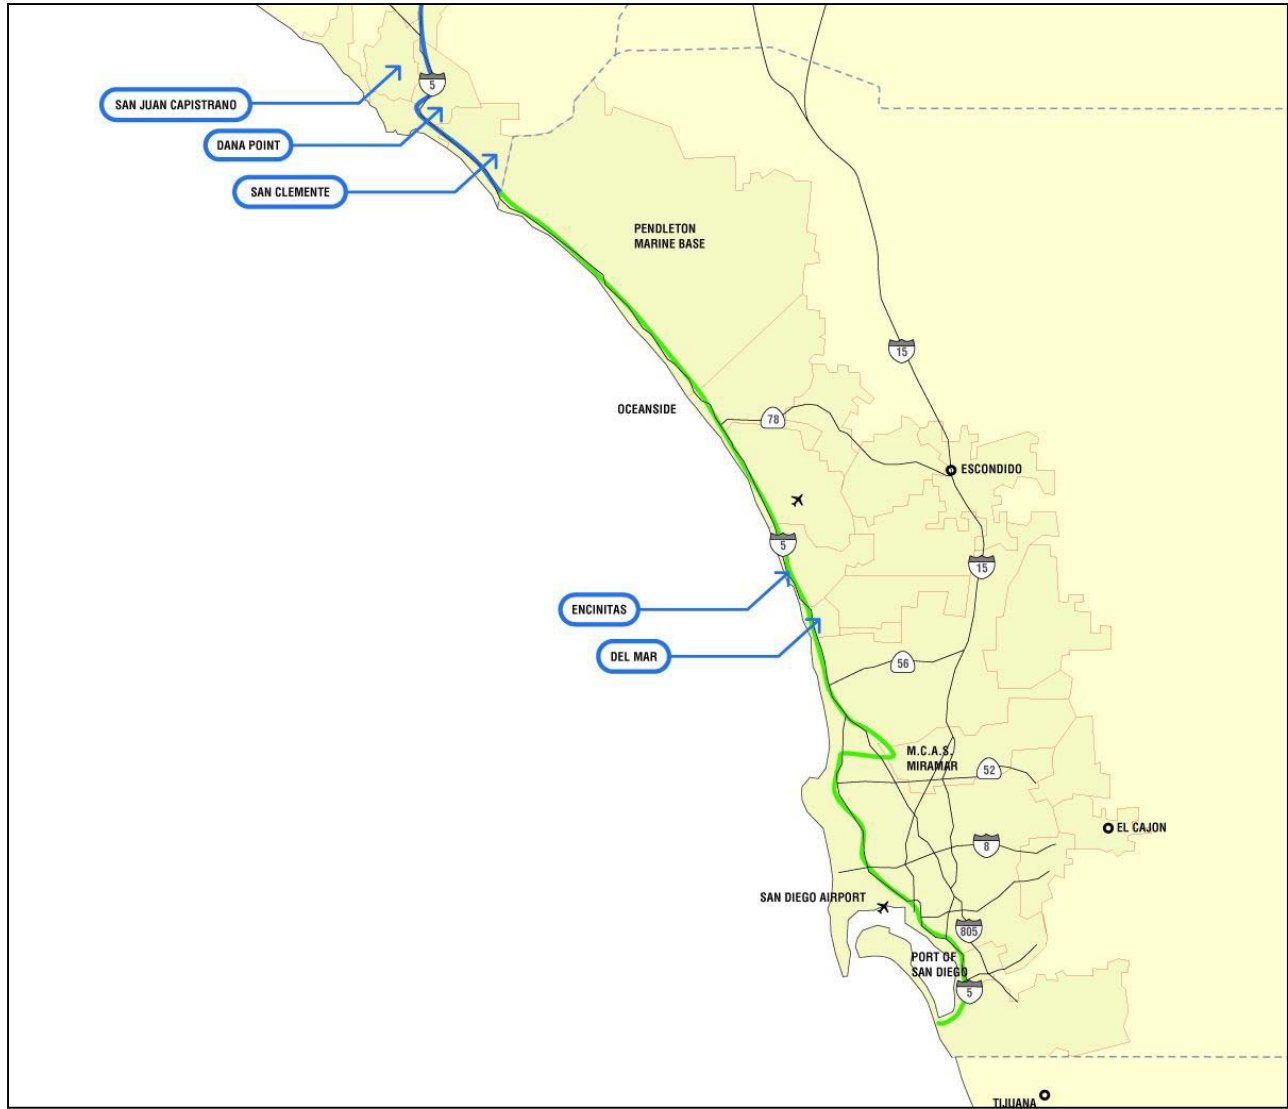 5
SAN JUAN CAPISTRANO
DANA POINT
SAN CLEMENTE
PENDLETON
MARINE BASE
15
OCEANSIDE
78
ESCONDIDO
5
15
ENCINITAS
DEL MAR
56
M.C.A.S.
MIRAMAR
52
EL CAJON
8
SAN DIEGO AIRPORT
805
PORT OF
SAN DIEGO
5
TIJUANA